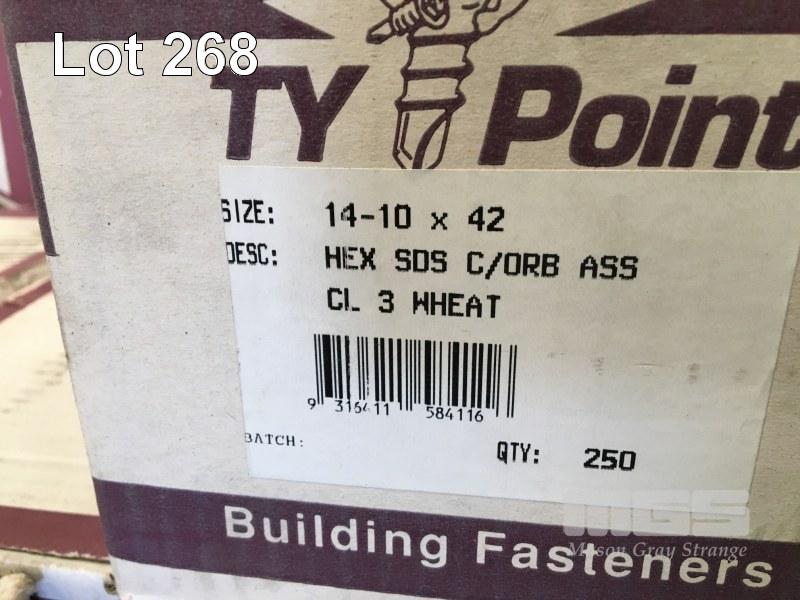 Lot 268
TY Point
SIZE: 14-10 x 42
DESC: HEX SDS C/ORB ASS
CL 3 WHEAT
9 316411 584116
BATCH:
QTY: 250
Building Fasteners
MGS
Mason Gray Strange